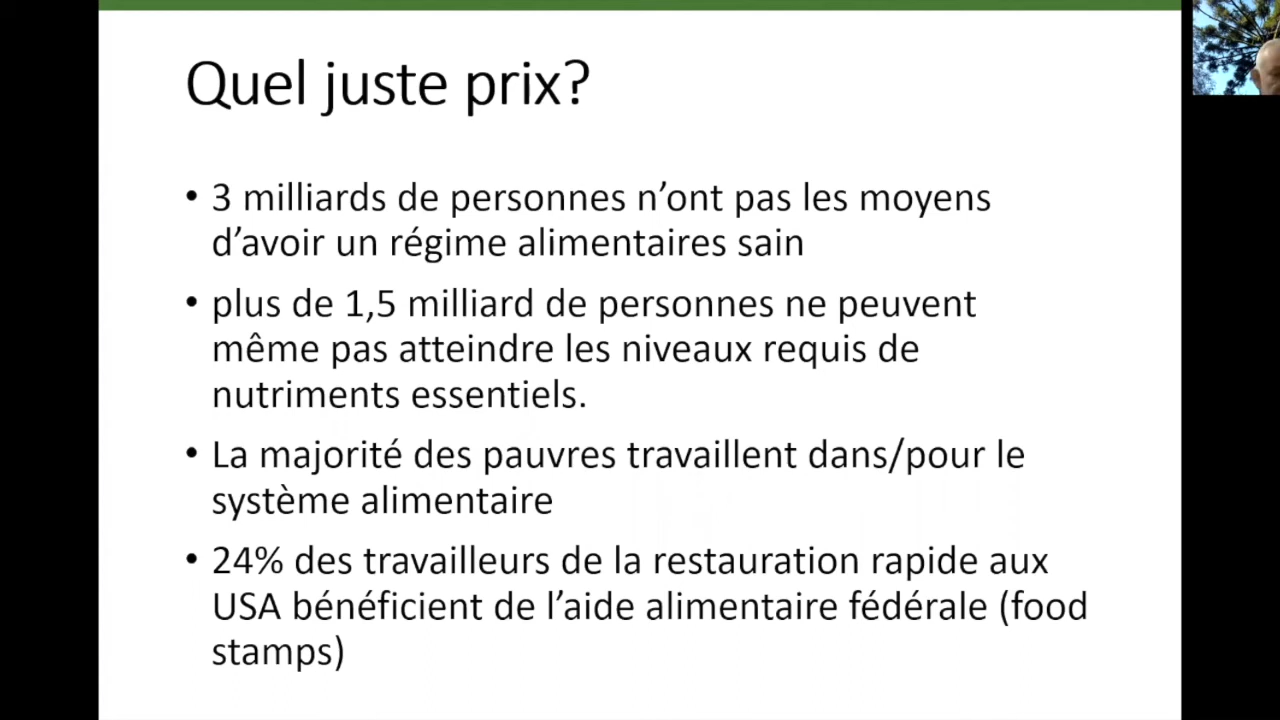 Quel juste prix?
• 3 milliards de personnes n’ont pas les moyens
d’avoir un régime alimentaires sain
• plus de 1,5 milliard de personnes ne peuvent
même pas atteindre les niveaux requis de
nutriments essentiels.
• La majorité des pauvres travaillent dans/pour le
système alimentaire
• 24% des travailleurs de la restauration rapide aux
USA bénéficient de l’aide alimentaire fédérale (food
stamps)